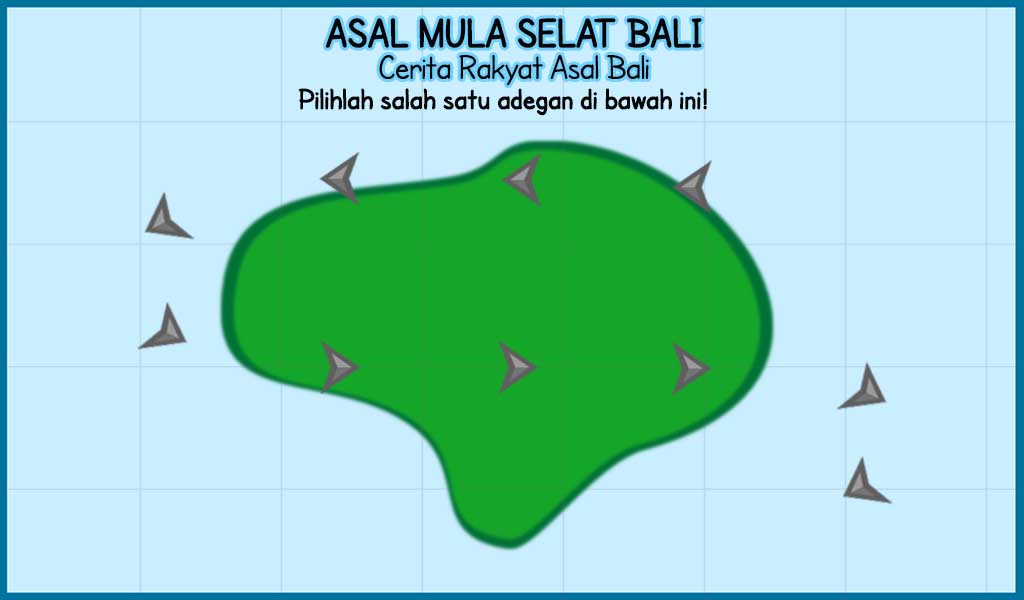 ASAL MULA SELAT BALI
Cerita Rakyat Asal Bali
Pilihlah salah satu adegan di bawah ini!